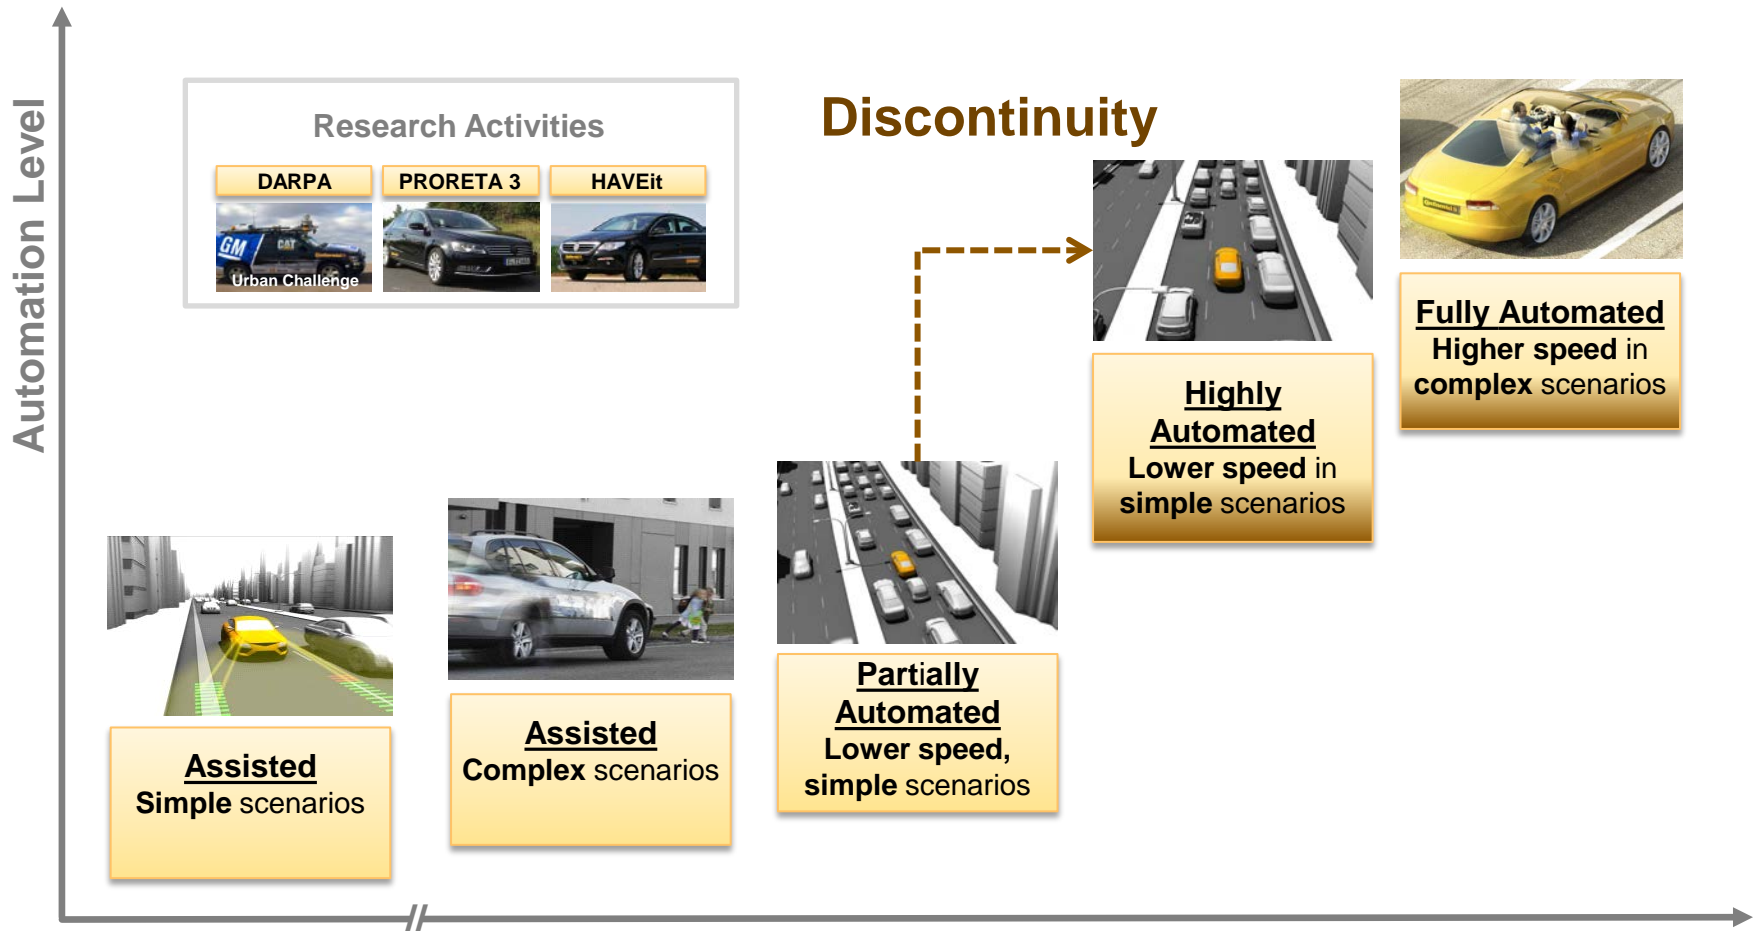 Automation Level
Research Activities
DARPA
PRORETA 3
HAVEit
GM
CAT
Urban Challenge
Discontinuity
Assisted
Simple scenarios
Assisted
Complex scenarios
Partially
Automated
Lower speed,
simple scenarios
Highly
Automated
Lower speed in
simple scenarios
Fully Automated
Higher speed in
complex scenarios